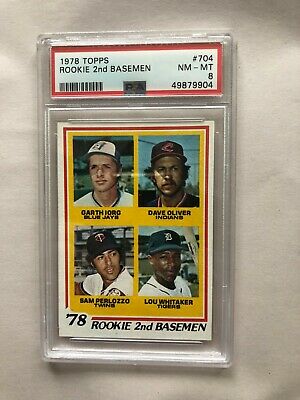 1978 TOPPS #704
ROOKIE 2nd BASEMEN NM - MT
8
PSA 49879904
GARTH IORG
BLUE JAYS
DAVE OLIVER
INDIANS
SAM PERLOZZO
TWINS
LOU WHITAKER
TIGERS
'78 ROOKIE 2nd BASEMEN